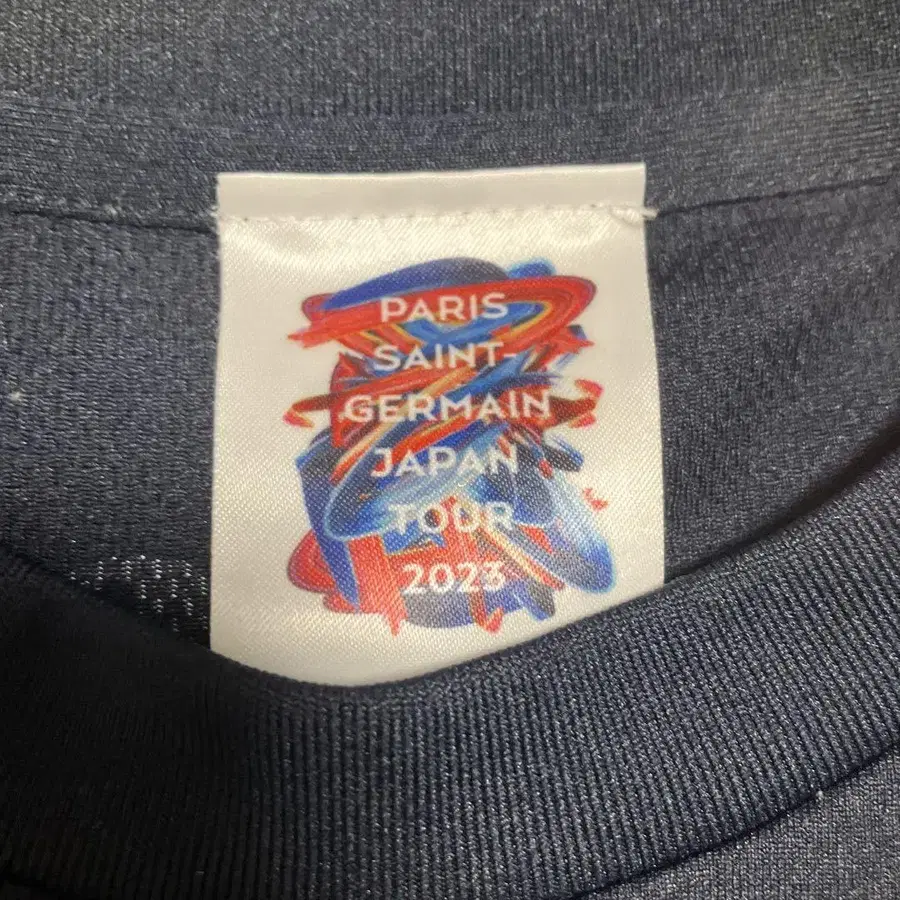 PARIS
SAINT-
GERMAIN
JAPAN
TOUR
2023